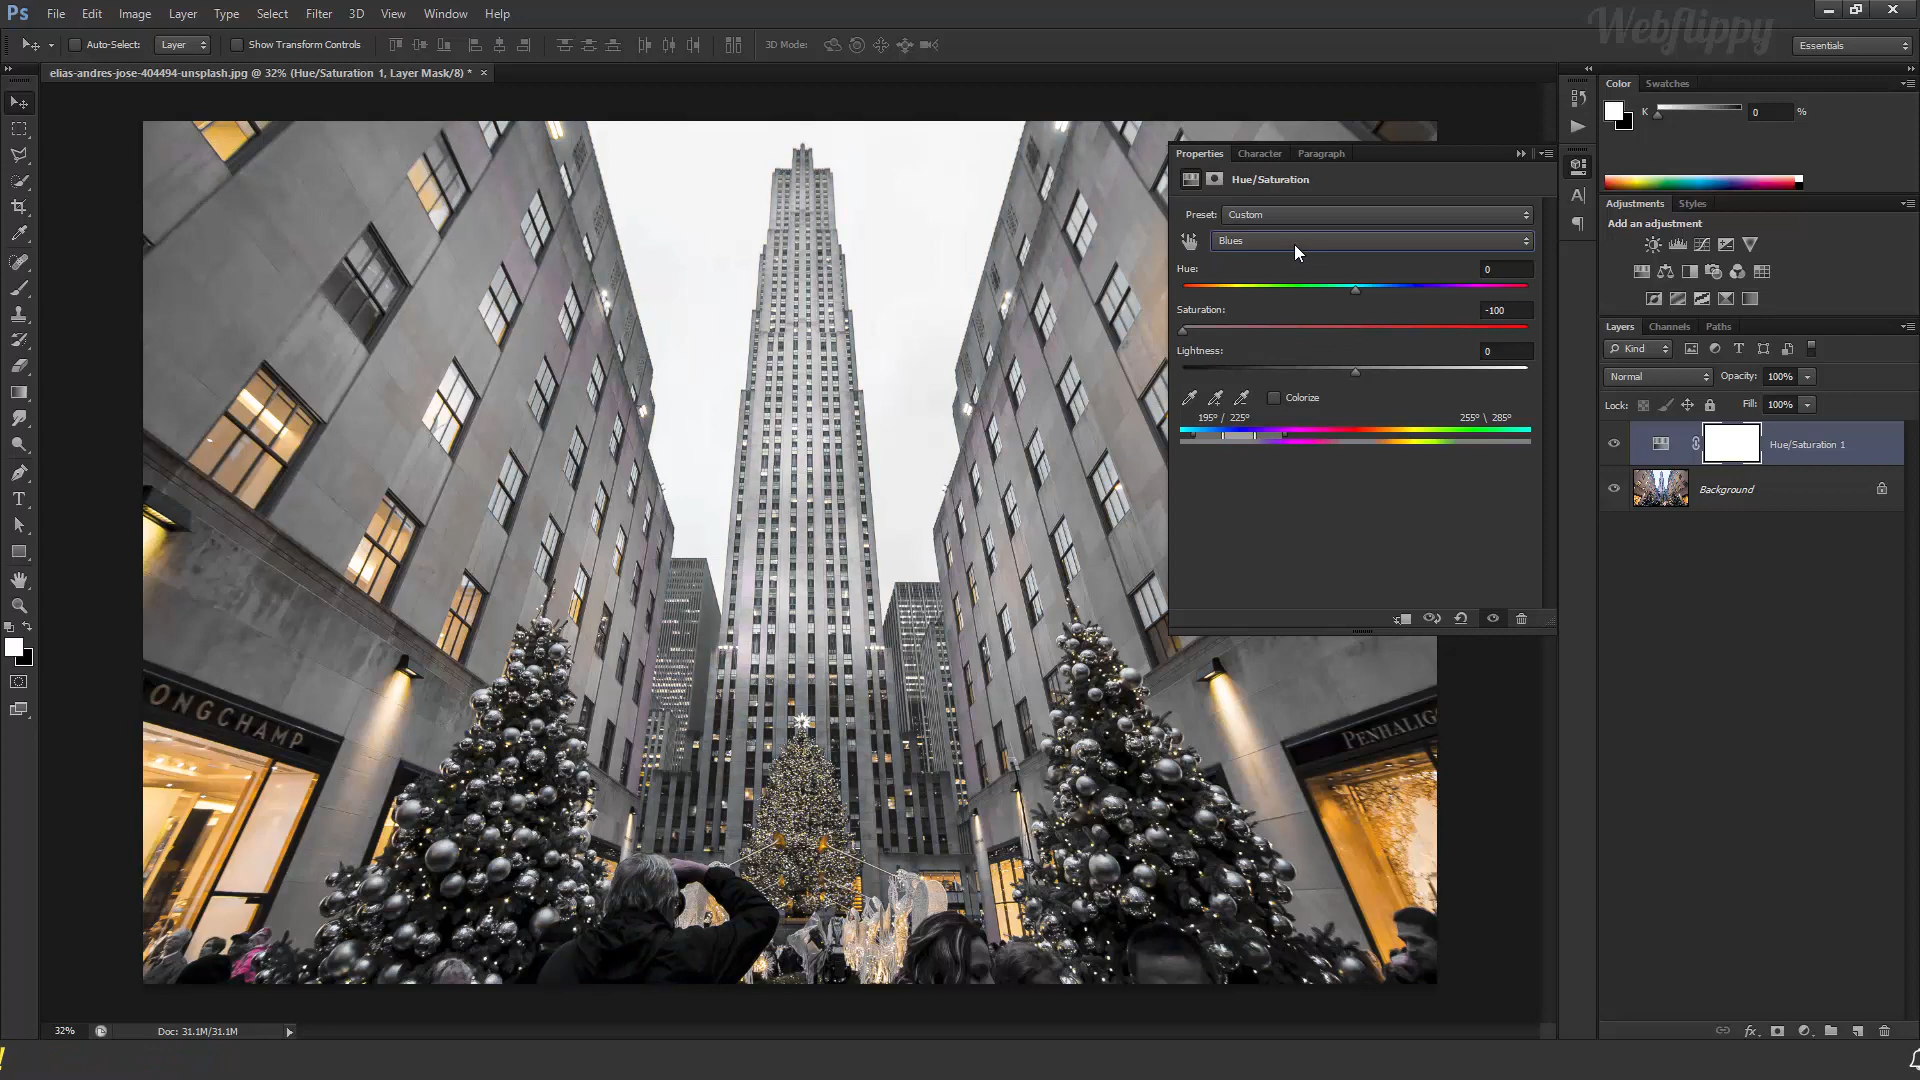 Ps File Edit Image Layer Type Select Filter 3D View Window Help
Webflippy
Auto-Select: Layer Show Transform Controls 3D Mode: Essentials
elias-andres-jose-404494-unsplash.jpg @ 32% (Hue/Saturation 1, Layer Mask/8) * ×
Color Swatches
K 0 %
Properties Character Paragraph
Hue/Saturation
Preset: Custom
Blues
Hue: 0
Saturation: -100
Lightness: 0
Colorize
195° / 225° 255° \ 285°
Adjustments Styles
Add an adjustment
Layers Channels Paths
Kind T
Normal Opacity: 100%
Lock: Fill: 100%
Hue/Saturation 1
Background
fx
LONGCHAMP
PENHALIG
32% Doc: 31.1M/31.1M
!